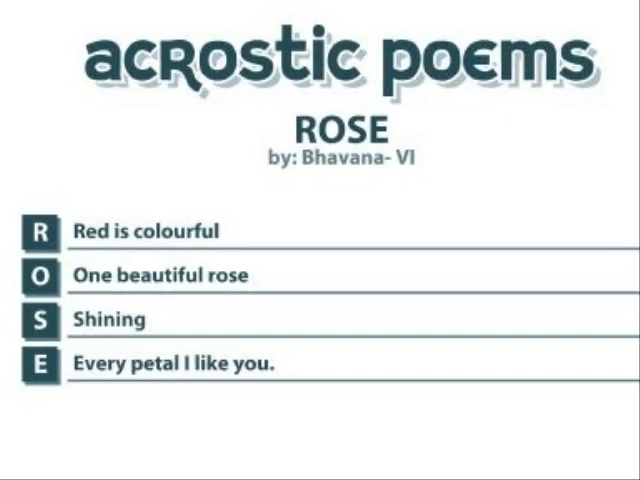 acrostic poems
ROSE
by: Bhavana- VI
R Red is colourful
O One beautiful rose
S Shining
E Every petal I like you.